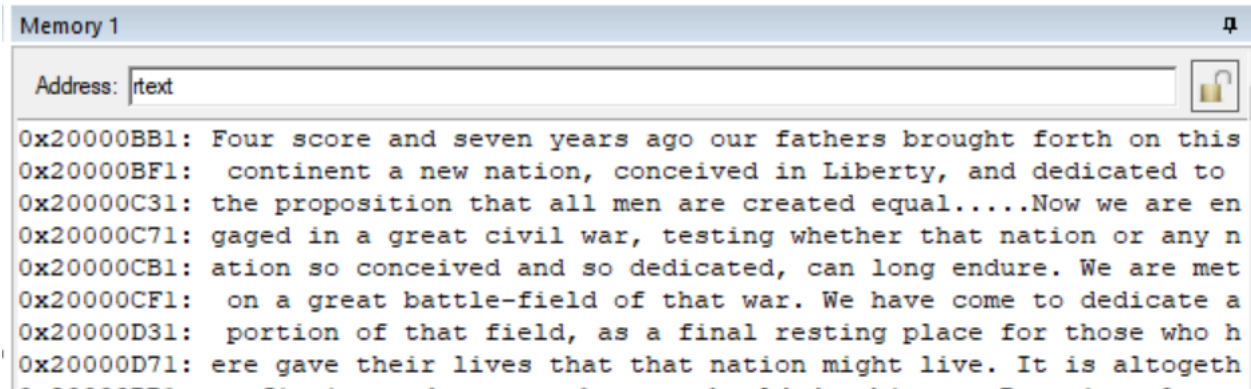 Memory 1
Address: rtext
0x20000BB1: Four score and seven years ago our fathers brought forth on this
0x20000BF1:  continent a new nation, conceived in Liberty, and dedicated to
0x20000C31: the proposition that all men are created equal.....Now we are en
0x20000C71: gaged in a great civil war, testing whether that nation or any n
0x20000CB1: ation so conceived and so dedicated, can long endure. We are met
0x20000CF1:  on a great battle-field of that war. We have come to dedicate a
0x20000D31:  portion of that field, as a final resting place for those who h
0x20000D71: ere gave their lives that that nation might live. It is altogeth